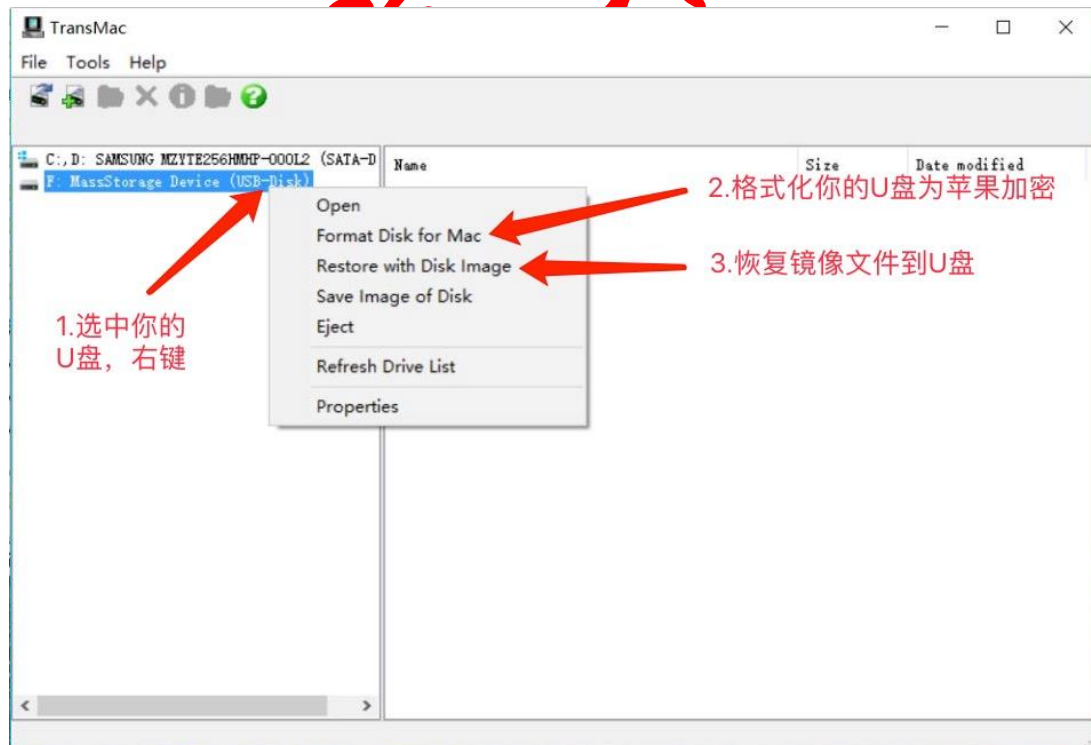 TransMac
File Tools Help
C:,D: SAMSUNG MZYTE256HMHP-000L2 (SATA-D
F: MassStorage Device (USB-Disk)
Name Size Date modified
Open
Format Disk for Mac
Restore with Disk Image
Save Image of Disk
Eject
Refresh Drive List
Properties
1.选中你的
U盘，右键
2.格式化你的U盘为苹果加密
3.恢复镜像文件到U盘